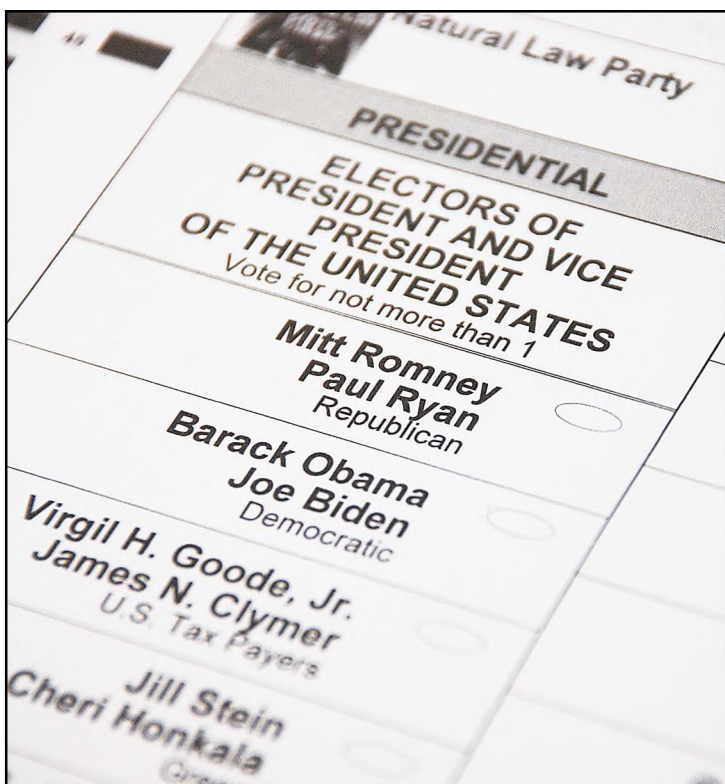 46
Natural Law Party
PRESIDENTIAL
ELECTORS OF
PRESIDENT AND VICE
PRESIDENT
OF THE UNITED STATES
Vote for not more than 1
Mitt Romney
Paul Ryan
Republican
Barack Obama
Joe Biden
Democratic
Virgil H. Goode, Jr.
James N. Clymer
U.S. Tax Payers
Jill Stein
Cheri Honkala